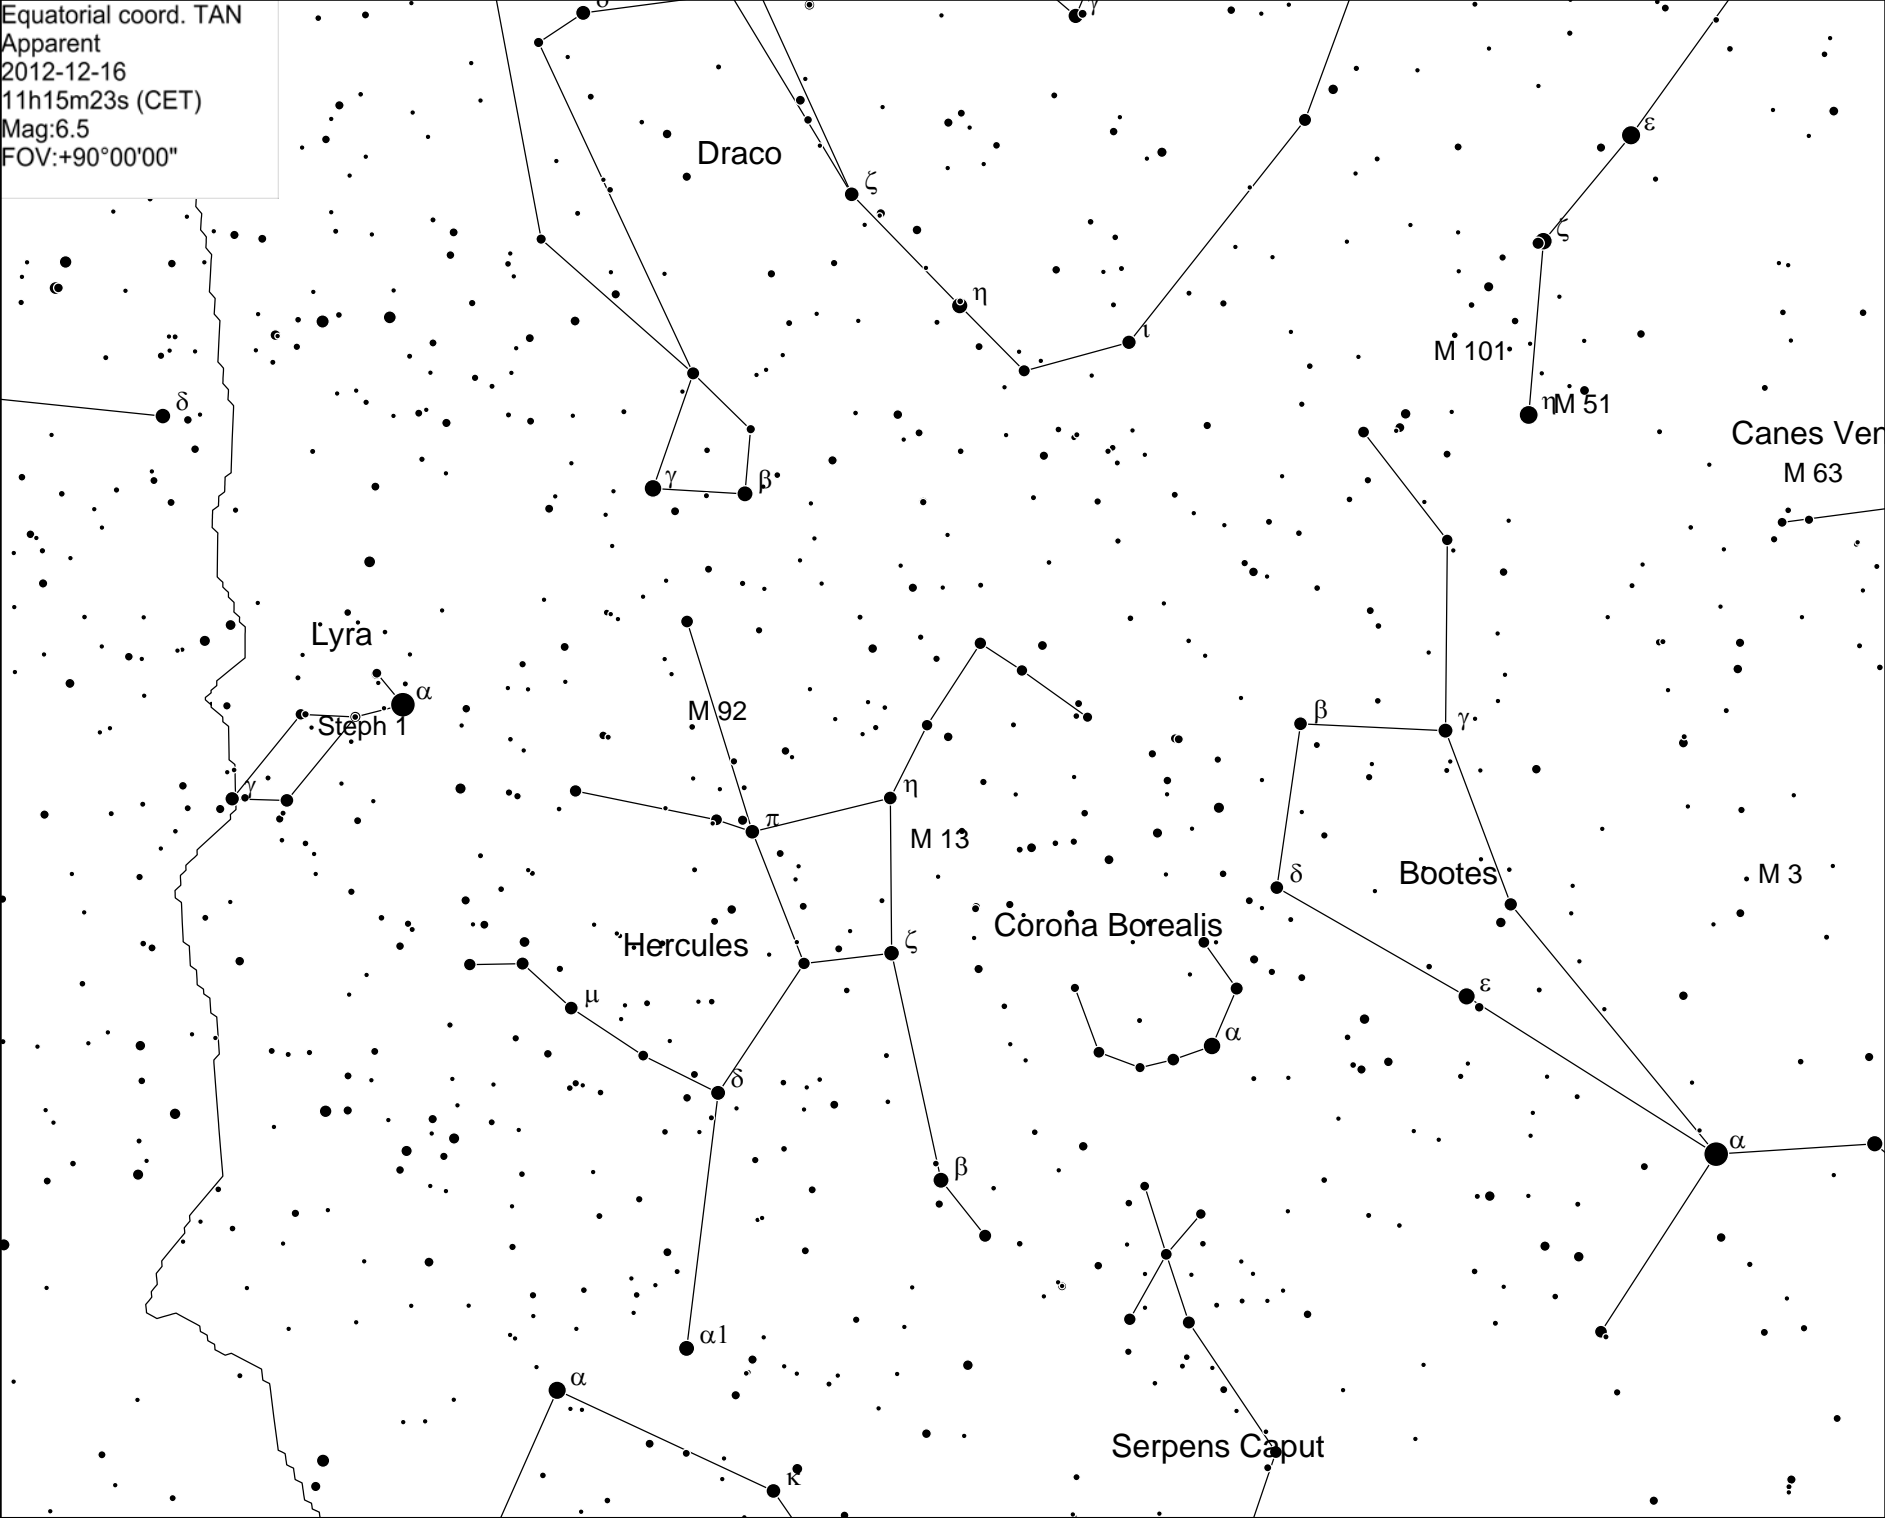 Equatorial coord. TAN
Apparent
2012-12-16
11h15m23s (CET)
Mag:6.5
FOV:+90°00'00"
γ
ε
Draco
ζ
ζ
η
ι
M 101
δ
η
M 51
Canes Ven
M 63
γ
β
Lyra
α
Steph 1
M 92
β
γ
γ
η
π
M 13
Bootes
M 3
δ
Corona Borealis
Hercules
ζ
ε
μ
α
δ
α
β
α1
α
Serpens Caput
κ